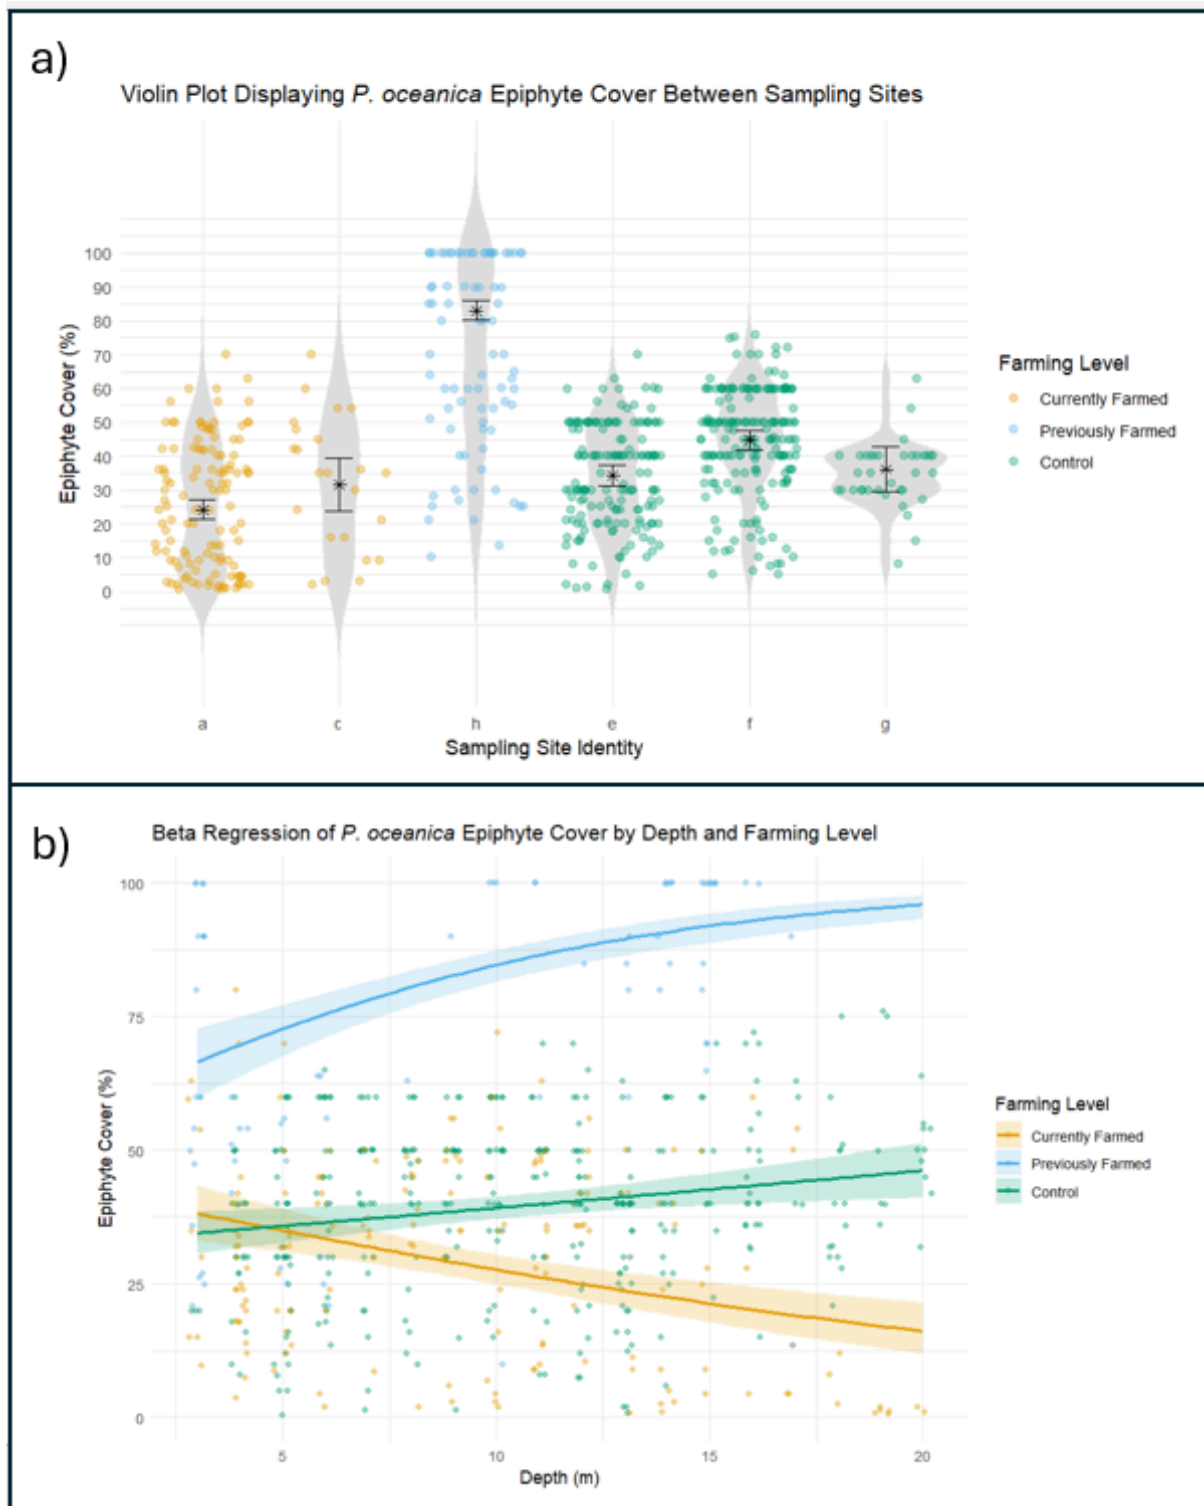 a)
Violin Plot Displaying P. oceanica Epiphyte Cover Between Sampling Sites
100
90
80
70
60
50
40
30
20
10
0
Epiphyte Cover (%)
a c h e f g
Sampling Site Identity
Farming Level
Currently Farmed
Previously Farmed
Control
b)
Beta Regression of P. oceanica Epiphyte Cover by Depth and Farming Level
100
75
50
25
0
Epiphyte Cover (%)
5 10 15 20
Depth (m)
Farming Level
Currently Farmed
Previously Farmed
Control